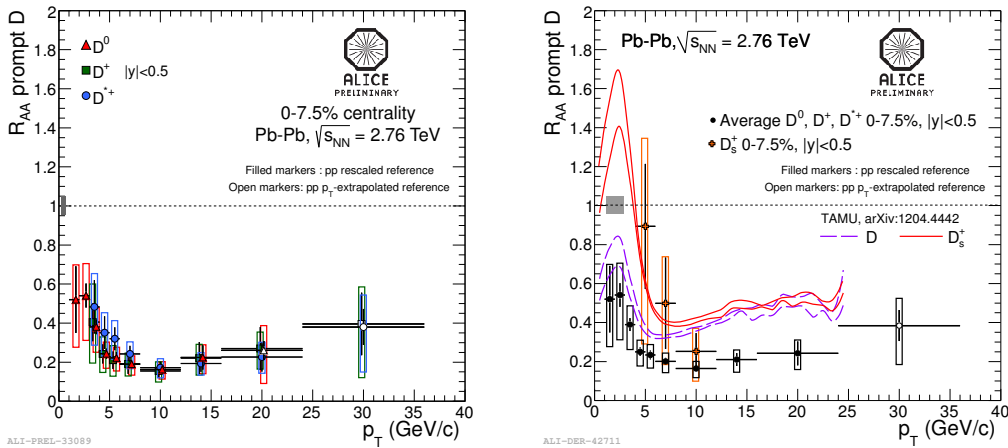 R_AA prompt D
2
1.8
1.6
1.4
1.2
1
0.8
0.6
0.4
0.2
0
D^0
D^+ |y|<0.5
D^*+
ALICE
PRELIMINARY
0-7.5% centrality
Pb-Pb, √s_NN = 2.76 TeV
Filled markers : pp rescaled reference
Open markers: pp p_T-extrapolated reference
0 5 10 15 20 25 30 35 40
p_T (GeV/c)
ALI-PREL-33089
R_AA prompt D
2
1.8
1.6
1.4
1.2
1
0.8
0.6
0.4
0.2
0
Pb-Pb, √s_NN = 2.76 TeV
ALICE
PRELIMINARY
Average D^0, D^+, D^*+ 0-7.5%, |y|<0.5
D_s^+ 0-7.5%, |y|<0.5
Filled markers : pp rescaled reference
Open markers: pp p_T-extrapolated reference
TAMU, arXiv:1204.4442
D D_s^+
0 5 10 15 20 25 30 35 40
p_T (GeV/c)
ALI-DER-42711